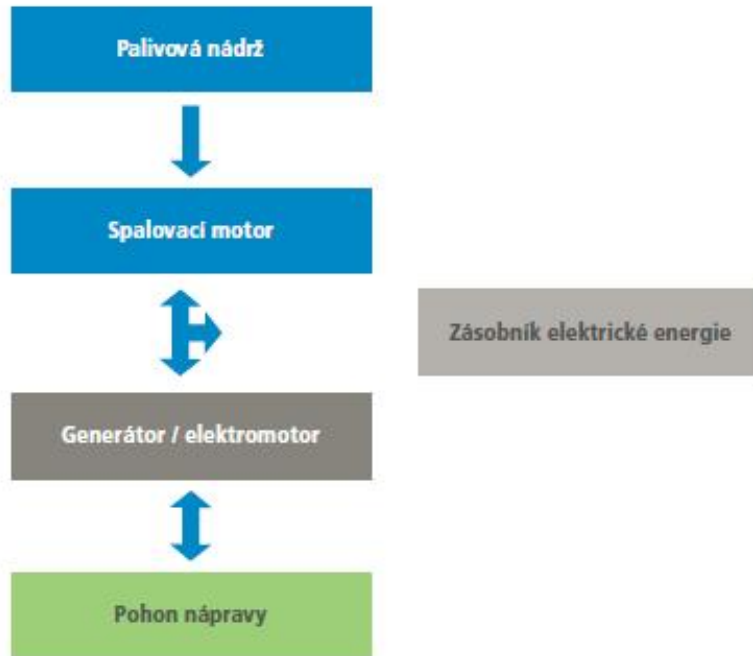 Palivová nádrž
Spalovací motor
Zásobník elektrické energie
Generátor / elektromotor
Pohon nápravy